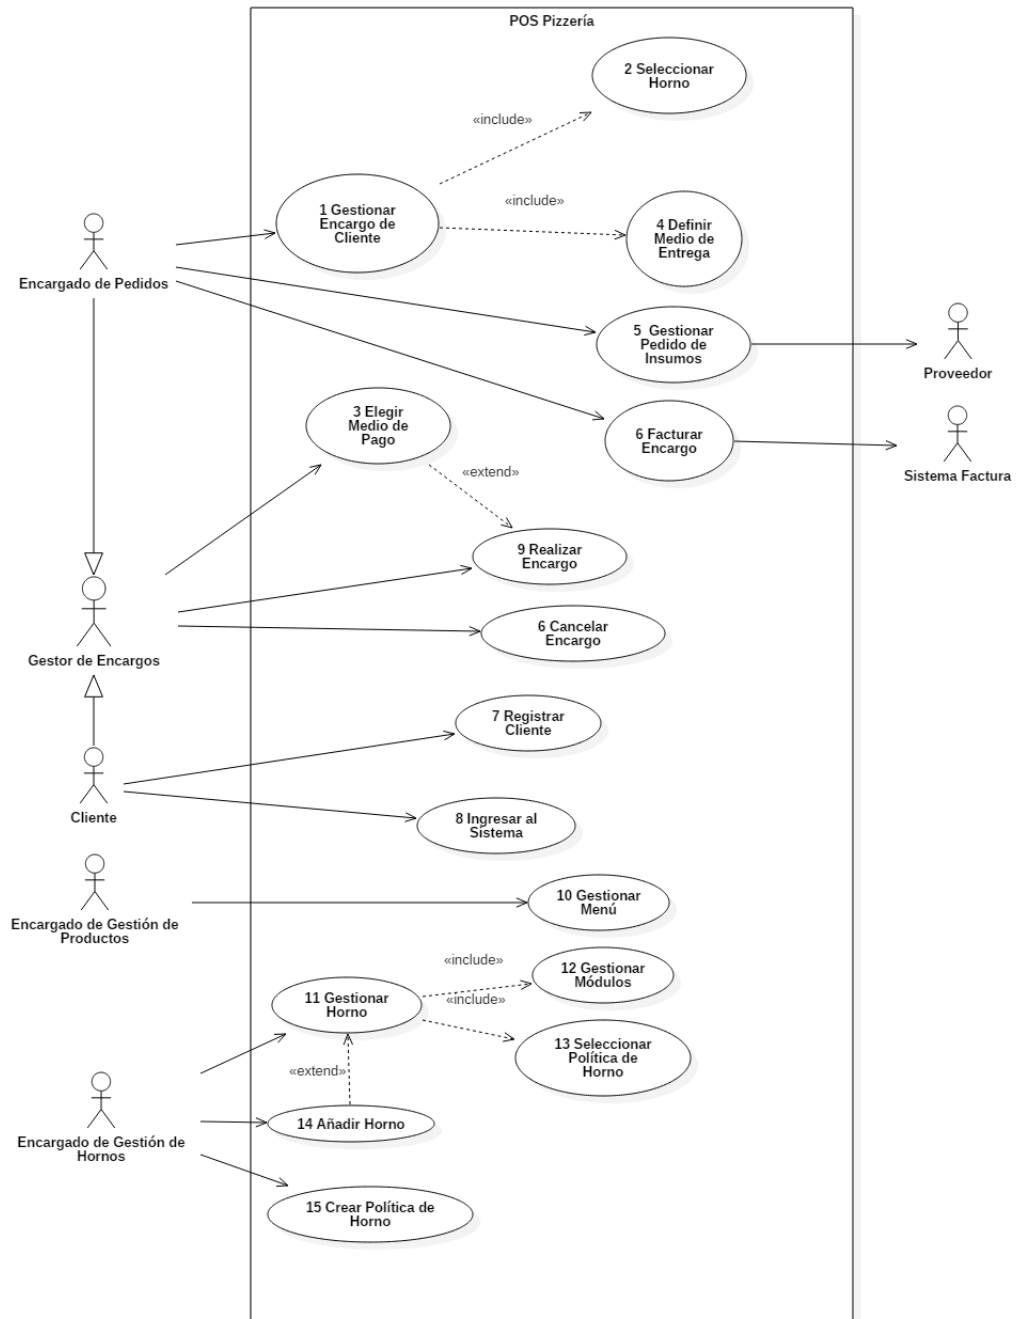 POS Pizzería
2 Seleccionar
Horno
«include»
1 Gestionar
Encargo de
Cliente
«include»
4 Definir
Medio de
Entrega
Encargado de Pedidos
5 Gestionar
Pedido de
Insumos
Proveedor
3 Elegir
Medio de
Pago
6 Facturar
Encargo
Sistema Factura
«extend»
9 Realizar
Encargo
6 Cancelar
Encargo
Gestor de Encargos
7 Registrar
Cliente
Cliente
8 Ingresar al
Sistema
10 Gestionar
Menú
Encargado de Gestión de
Productos
«include»
12 Gestionar
Módulos
11 Gestionar
Horno
«include»
13 Seleccionar
Política de
Horno
«extend»
14 Añadir Horno
Encargado de Gestión de
Hornos
15 Crear Política de
Horno